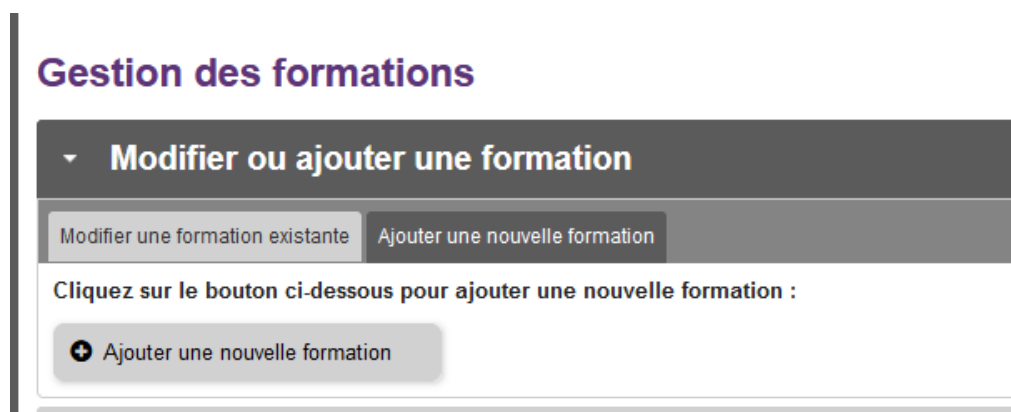 Gestion des formations
Modifier ou ajouter une formation
Modifier une formation existante Ajouter une nouvelle formation
Cliquez sur le bouton ci-dessous pour ajouter une nouvelle formation :
Ajouter une nouvelle formation